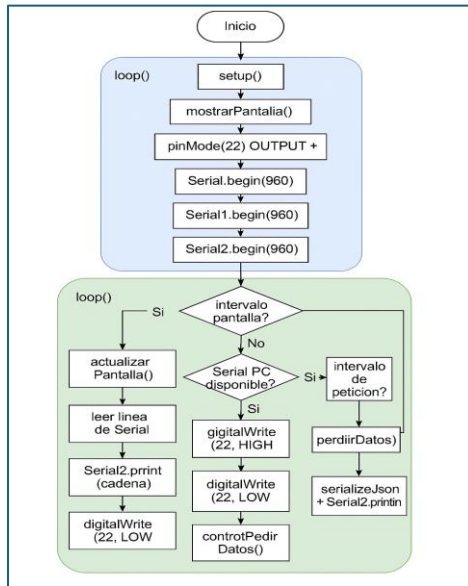 Inicio
loop()
setup()
mostrarPantalia()
pinMode(22) OUTPUT +
Serial.begin(960)
Serial1.begin(960)
Serial2.begin(960)
loop()
Si
intervalo
pantalla?
No
actualizar
Pantalla()
leer linea
de Serial
Serial2.prrint
(cadena)
digitalWrite
(22, LOW
Serial PC
disponible?
Si
Si
gigitalWrite
(22, HIGH
digitalWrite
(22, LOW
controtPedir
Datos()
intervalo
de
peticion?
perdiirDatos)
serializeJson
+ Serial2.printin